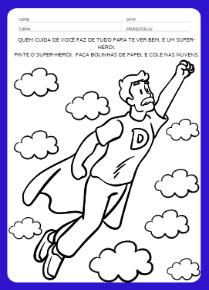 NOME: DATA:
TURMA: PROFESSOR(A):
QUEM CUIDA DE VOCÊ FAZ DE TUDO PARA TE VER BEM, É UM SUPER-
HERÓI.
PINTE O SUPER-HERÓI, FAÇA BOLINHAS DE PAPEL E COLE NAS NUVENS.
D